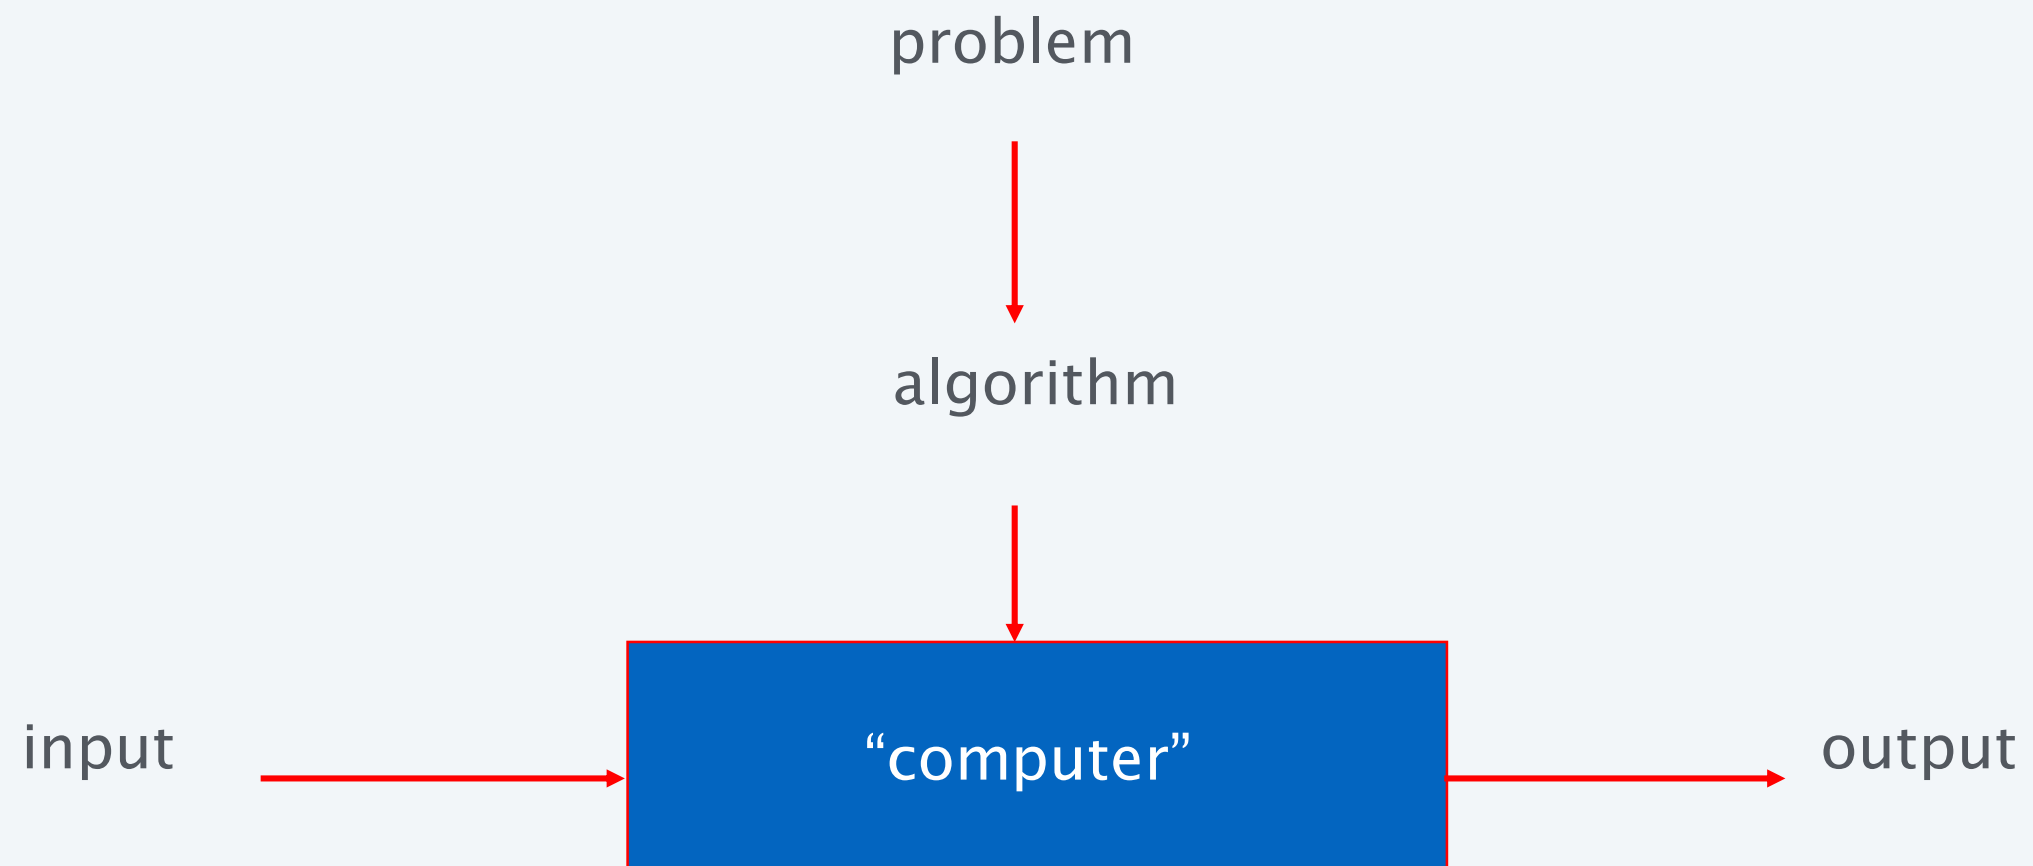 problem
algorithm
input
“computer”
output